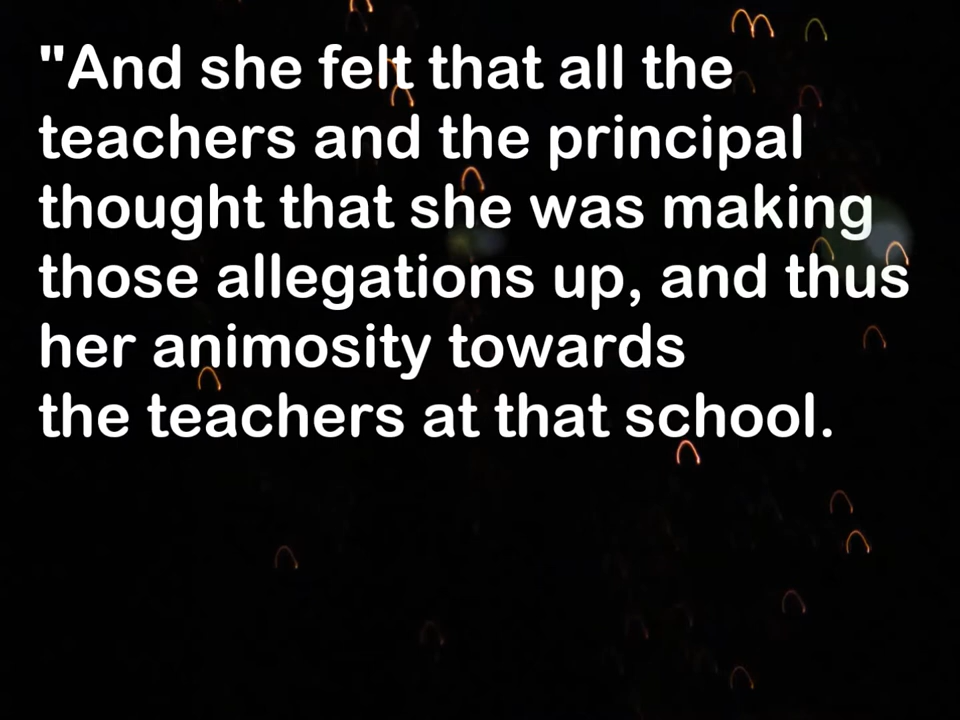 "And she felt that all the
teachers and the principal
thought that she was making
those allegations up, and thus
her animosity towards
the teachers at that school.